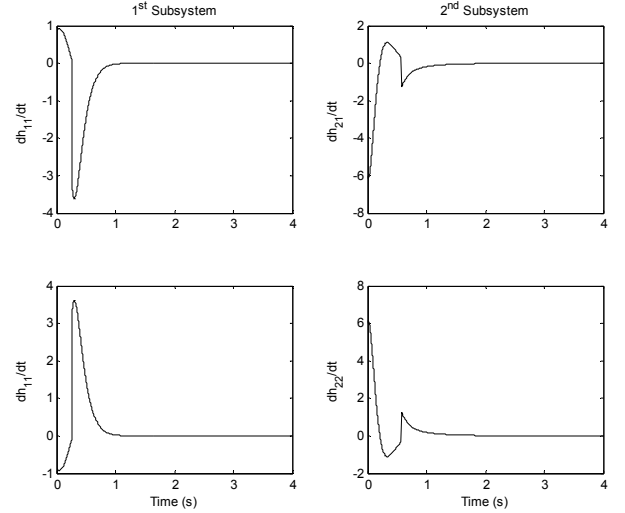 1st Subsystem
2nd Subsystem
dh11/dt
1
0
-1
-2
-3
-4
0 1 2 3 4
dh21/dt
2
0
-2
-4
-6
-8
0 1 2 3 4
dh11/dt
4
3
2
1
0
-1
0 1 2 3 4
Time (s)
dh22/dt
8
6
4
2
0
-2
0 1 2 3 4
Time (s)